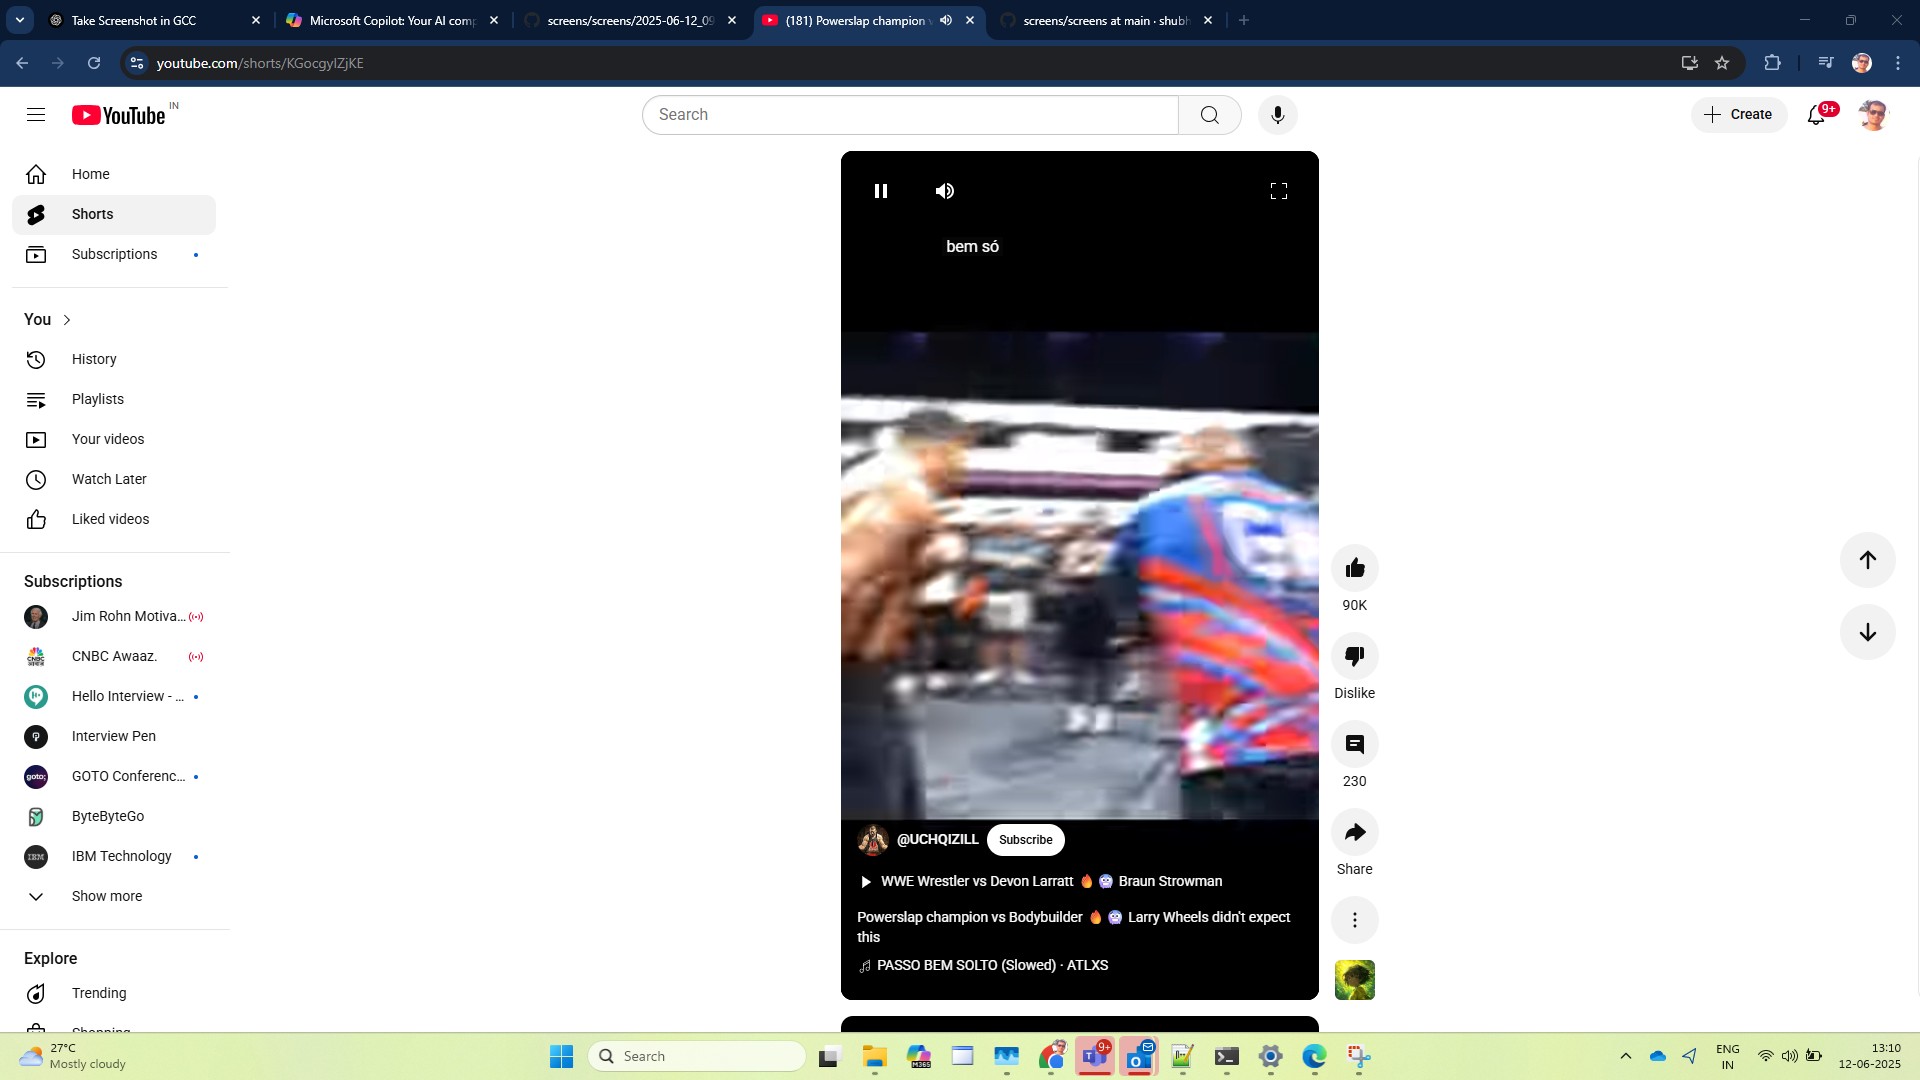 Take Screenshot in GCC
Microsoft Copilot: Your AI comp
screens/screens/2025-06-12_09
(181) Powerslap champion v
screens/screens at main · shubh
youtube.com/shorts/KGocgylZjKE
YouTube IN
Search
Create
9+
Home
Shorts
Subscriptions
You
History
Playlists
Your videos
Watch Later
Liked videos
Subscriptions
Jim Rohn Motiva...
CNBC Awaaz.
Hello Interview - ...
Interview Pen
GOTO Conferenc...
ByteByteGo
IBM Technology
Show more
Explore
Trending
Shopping
bem só
@UCHQIZILL Subscribe
WWE Wrestler vs Devon Larratt 🔥 🥶 Braun Strowman
Powerslap champion vs Bodybuilder 🔥 🥶 Larry Wheels didn't expect
this
PASSO BEM SOLTO (Slowed) · ATLXS
90K
Dislike
230
Share
27°C
Mostly cloudy
Search
9+
ENG
IN
13:10
12-06-2025